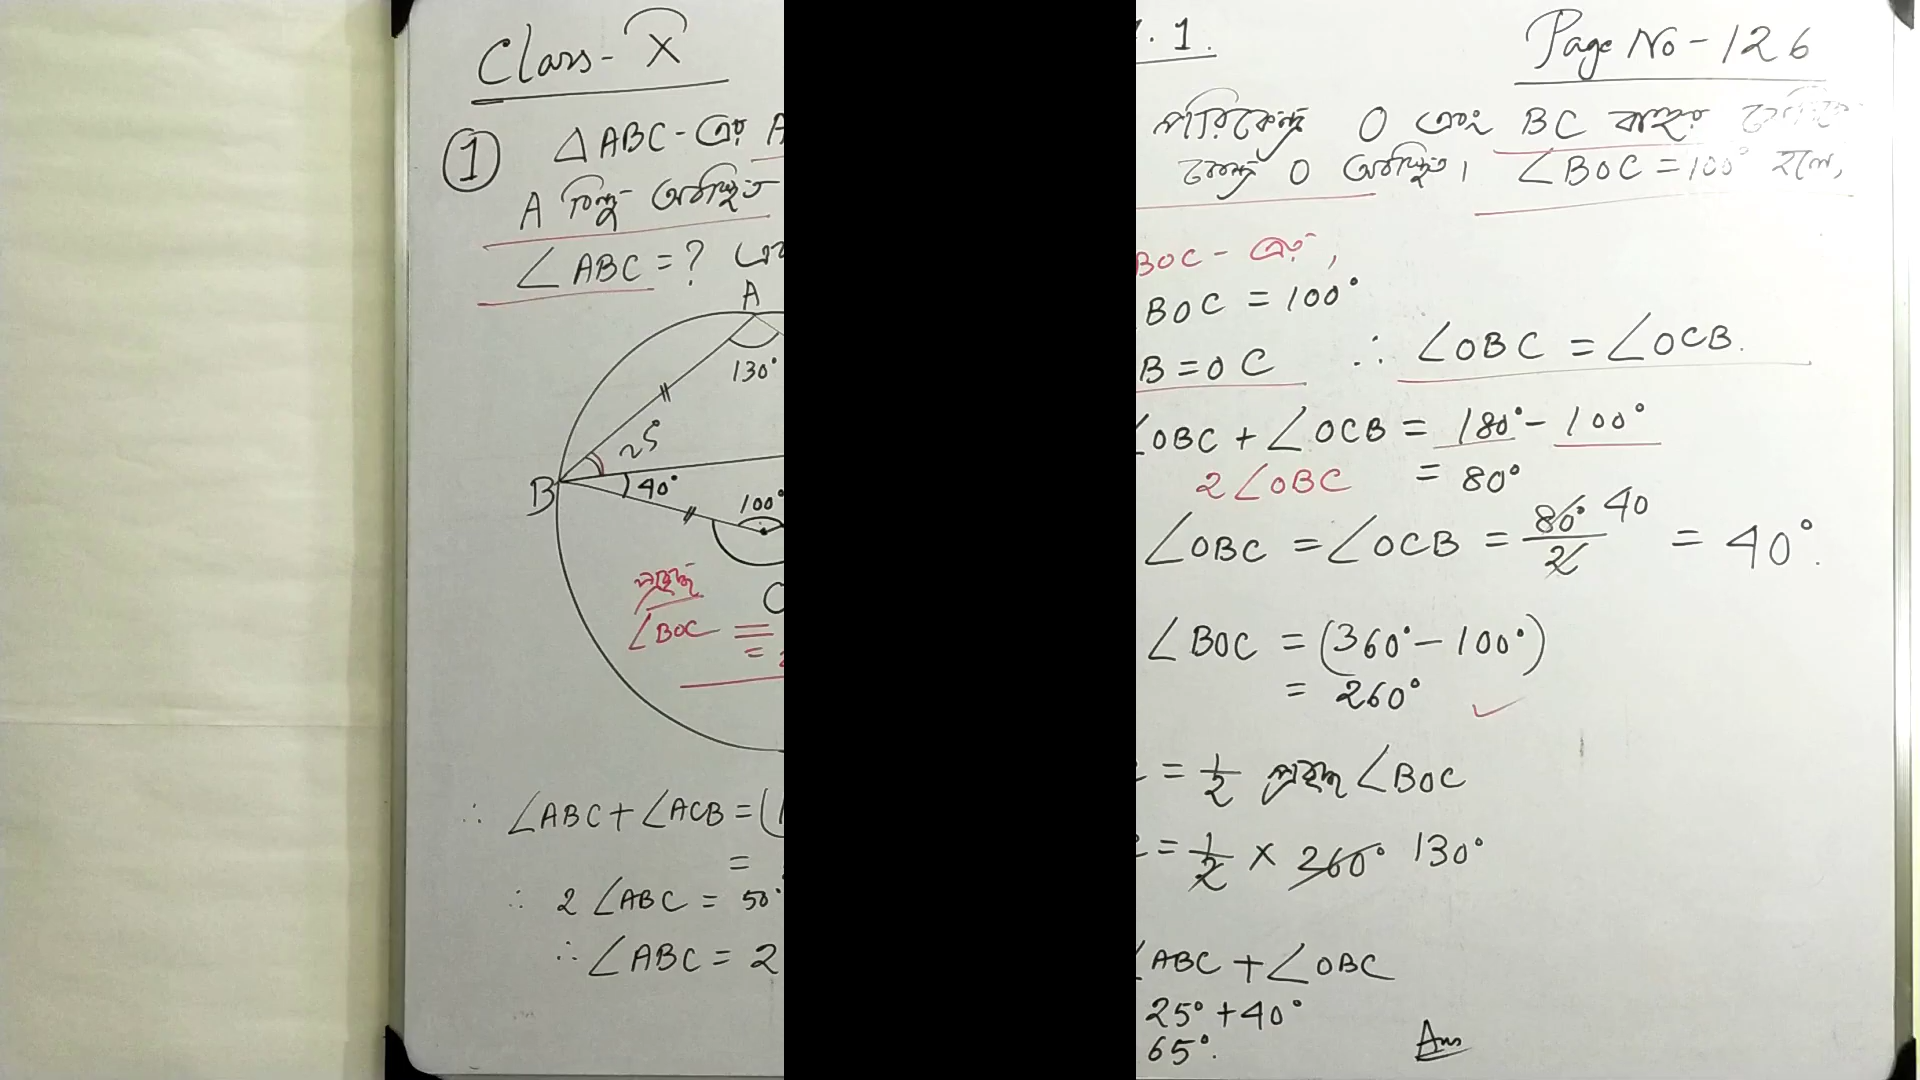 Class - X
. 1.
Page No - 126
① △ABC - এর A
পরিকেন্দ্র O এবং BC বাহুর
A বিন্দু অবস্থিত
কেন্দ্র O অবস্থিত। ∠BOC = 100° হলে,
∠ABC = ?
A
130°
25
B
40°
100°
∠BOC =
=
∴ ∠ABC + ∠ACB = (1
=
∴ 2 ∠ABC = 50°
∴ ∠ABC = 2
BOC - এর,
BOC = 100°
B = OC ∴ ∠OBC = ∠OCB.
∠OBC + ∠OCB = 180° - 100°
2 ∠OBC = 80°
∠OBC = ∠OCB = 80°/2 40 = 40°.
∠BOC = (360° - 100°)
= 260°
= 1/2 প্রবৃদ্ধ ∠BOC
= 1/2 × 260° 130°
∠ABC + ∠OBC
25° + 40°
65°. Ans